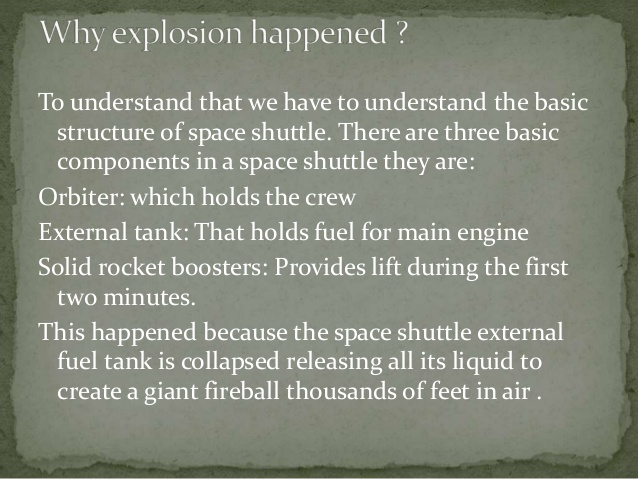 Why explosion happened ?
To understand that we have to understand the basic
structure of space shuttle. There are three basic
components in a space shuttle they are:
Orbiter: which holds the crew
External tank: That holds fuel for main engine
Solid rocket boosters: Provides lift during the first
two minutes.
This happened because the space shuttle external
fuel tank is collapsed releasing all its liquid to
create a giant fireball thousands of feet in air .